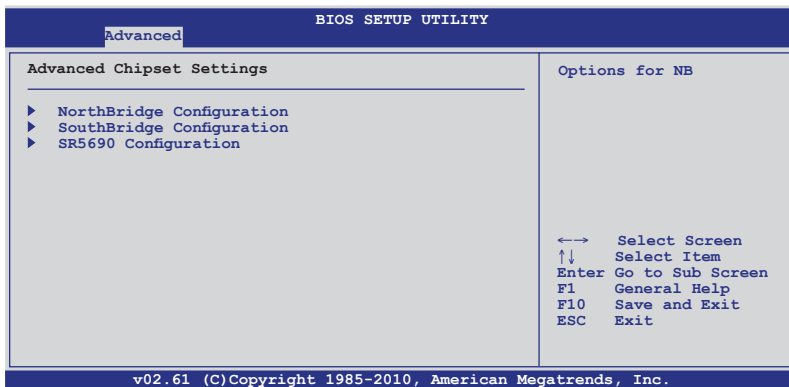 BIOS SETUP UTILITY
Advanced
Advanced Chipset Settings
NorthBridge Configuration
SouthBridge Configuration
SR5690 Configuration
Options for NB
←→ Select Screen
↑↓ Select Item
Enter Go to Sub Screen
F1 General Help
F10 Save and Exit
ESC Exit
v02.61 (C)Copyright 1985-2010, American Megatrends, Inc.